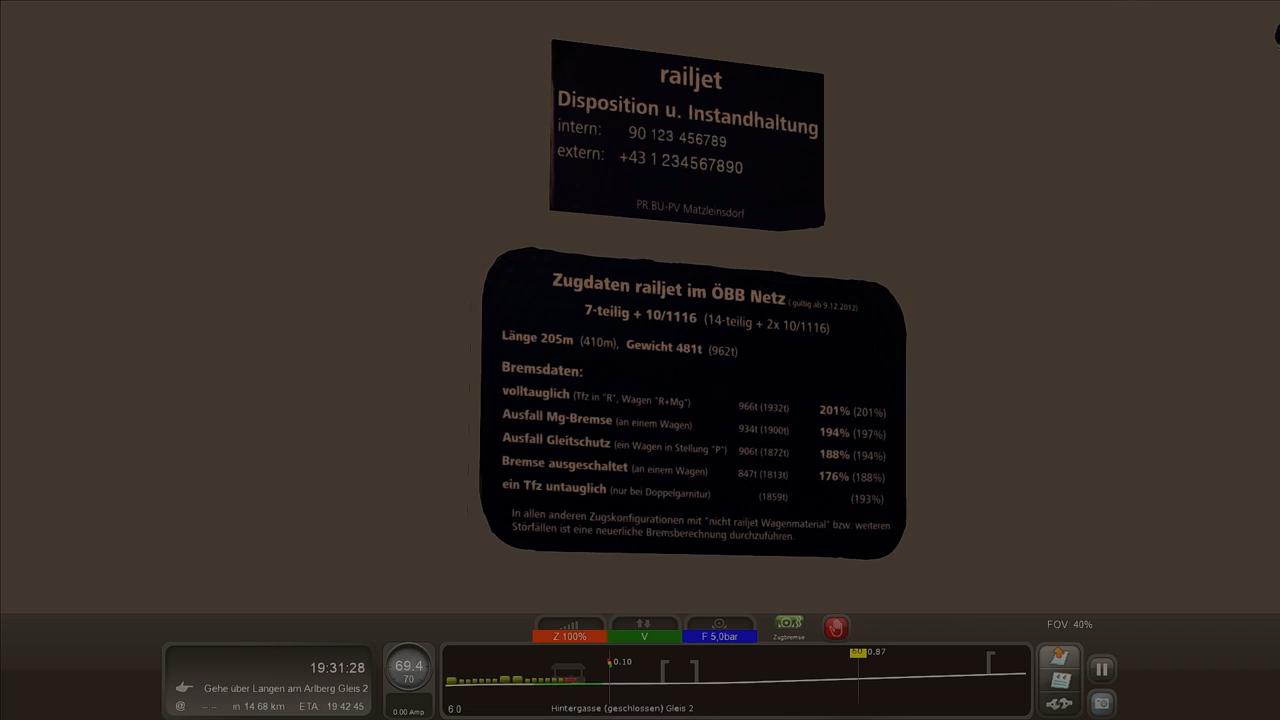 railjet
Disposition u. Instandhaltung
intern: 90 123 456789
extern: +43 1 234567890
PR.BU-PV Matzleinsdorf
Zugdaten railjet im ÖBB Netz ( gültig ab 9.12.2012)
7-teilig + 10/1116 (14-teilig + 2x 10/1116)
Länge 205m (410m), Gewicht 481t (962t)
Bremsdaten:
volltauglich (Tfz in "R", Wagen "R+Mg") 966t (1932t) 201% (201%)
Ausfall Mg-Bremse (an einem Wagen) 934t (1900t) 194% (197%)
Ausfall Gleitschutz (ein Wagen in Stellung "P") 906t (1872t) 188% (194%)
Bremse ausgeschaltet (an einem Wagen) 847t (1813t) 176% (188%)
ein Tfz untauglich (nur bei Doppelgarnitur) (1859t) (193%)
In allen anderen Zugskonfigurationen mit "nicht railjet Wagenmaterial" bzw. weiteren
Störfällen ist eine neuerliche Bremsberechnung durchzuführen.
Z 100% V F 5,0bar Zugbremse FOV: 40%
19:31:28
Gehe über Langen am Arlberg Gleis 2
@ -- -- in 14.68 km ETA: 19:42:45
69.4
70
0.00 Amp
0.10
60 0.87
6.0 Hintergasse (geschlossen) Gleis 2